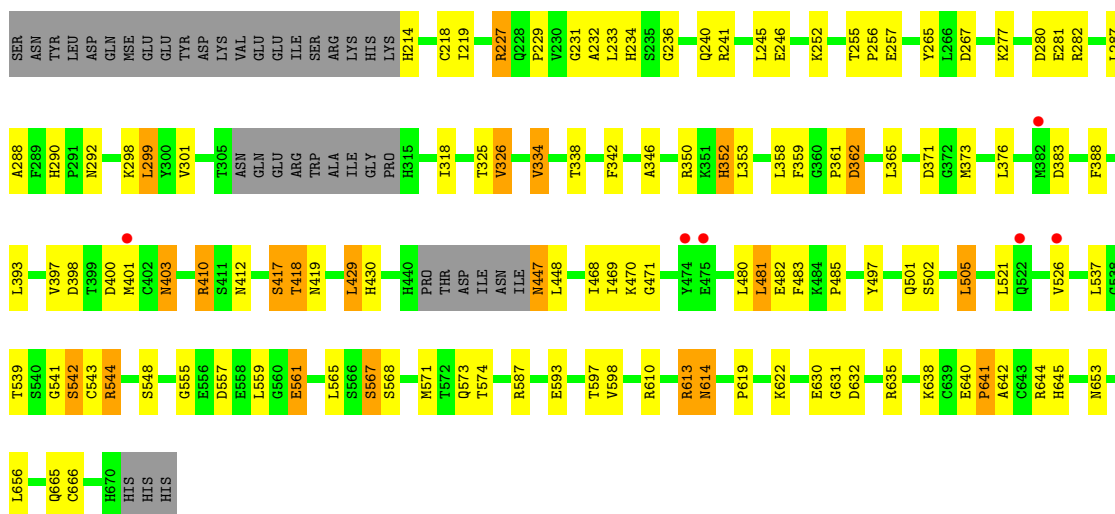 SER ASN TYR LEU ASP GLN MSE GLU GLU TYR ASP LYS VAL GLU GLU ILE SER ARG LYS HIS LYS H214 C218 I219 R227 Q228 P229 V230 G231 A232 L233 H234 S235 G236 Q240 R241 L245 E246 K252 T255 P256 E257 Y265 L266 D267 K277 D280 E281 R282 L287
A288 F289 H290 P291 N292 K298 L299 Y300 V301 T305 ASN GLN GLU ARG TRP ALA ILE GLY PRO H315 I318 T325 V326 V334 T338 F342 A346 R350 K351 H352 L353 L358 F359 G360 P361 D362 L365 D371 G372 M373 L376 M382 D383 F388
L393 V397 D398 T399 D400 M401 C402 N403 R410 S411 N412 S417 T418 N419 L429 H430 H440 PRO THR ASP ILE ASN ILE N447 L448 I468 I469 K470 G471 Y474 E475 L480 L481 E482 F483 K484 P485 Y497 Q501 S502 L505 L521 Q522 V526 L537 G538
T539 S540 G541 S542 C543 R544 S548 G555 E556 D557 E558 L559 G560 E561 L565 S566 S567 S568 M571 T572 Q573 T574 R587 E593 T597 V598 R610 R613 N614 P619 K622 E630 G631 D632 R635 K638 C639 E640 P641 A642 C643 R644 H645 N653
L656 Q665 C666 H670 HIS HIS HIS